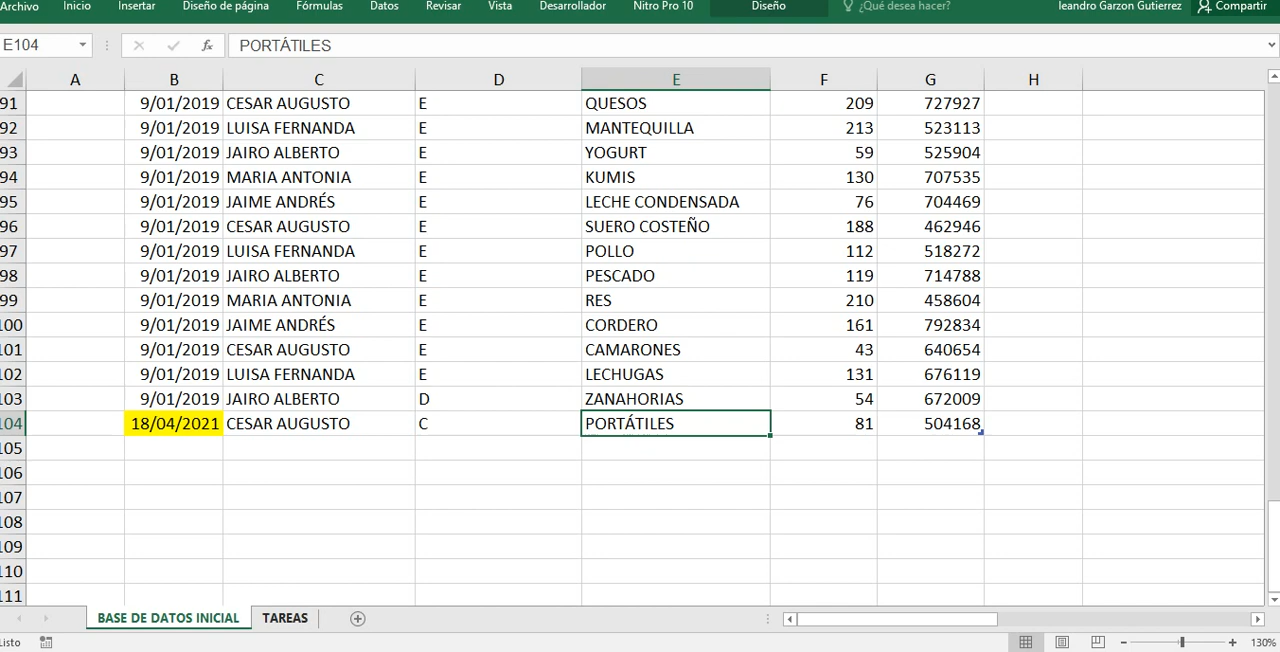 Archivo Inicio Insertar Diseño de página Fórmulas Datos Revisar Vista Desarrollador Nitro Pro 10 Diseño ¿Qué desea hacer? leandro Garzon Gutierrez Compartir
E104 fx PORTÁTILES
A B C D E F G H
91 9/01/2019 CESAR AUGUSTO E QUESOS 209 727927
92 9/01/2019 LUISA FERNANDA E MANTEQUILLA 213 523113
93 9/01/2019 JAIRO ALBERTO E YOGURT 59 525904
94 9/01/2019 MARIA ANTONIA E KUMIS 130 707535
95 9/01/2019 JAIME ANDRÉS E LECHE CONDENSADA 76 704469
96 9/01/2019 CESAR AUGUSTO E SUERO COSTEÑO 188 462946
97 9/01/2019 LUISA FERNANDA E POLLO 112 518272
98 9/01/2019 JAIRO ALBERTO E PESCADO 119 714788
99 9/01/2019 MARIA ANTONIA E RES 210 458604
100 9/01/2019 JAIME ANDRÉS E CORDERO 161 792834
101 9/01/2019 CESAR AUGUSTO E CAMARONES 43 640654
102 9/01/2019 LUISA FERNANDA E LECHUGAS 131 676119
103 9/01/2019 JAIRO ALBERTO D ZANAHORIAS 54 672009
104 18/04/2021 CESAR AUGUSTO C PORTÁTILES 81 504168
105
106
107
108
109
110
111
BASE DE DATOS INICIAL TAREAS
Listo 130%